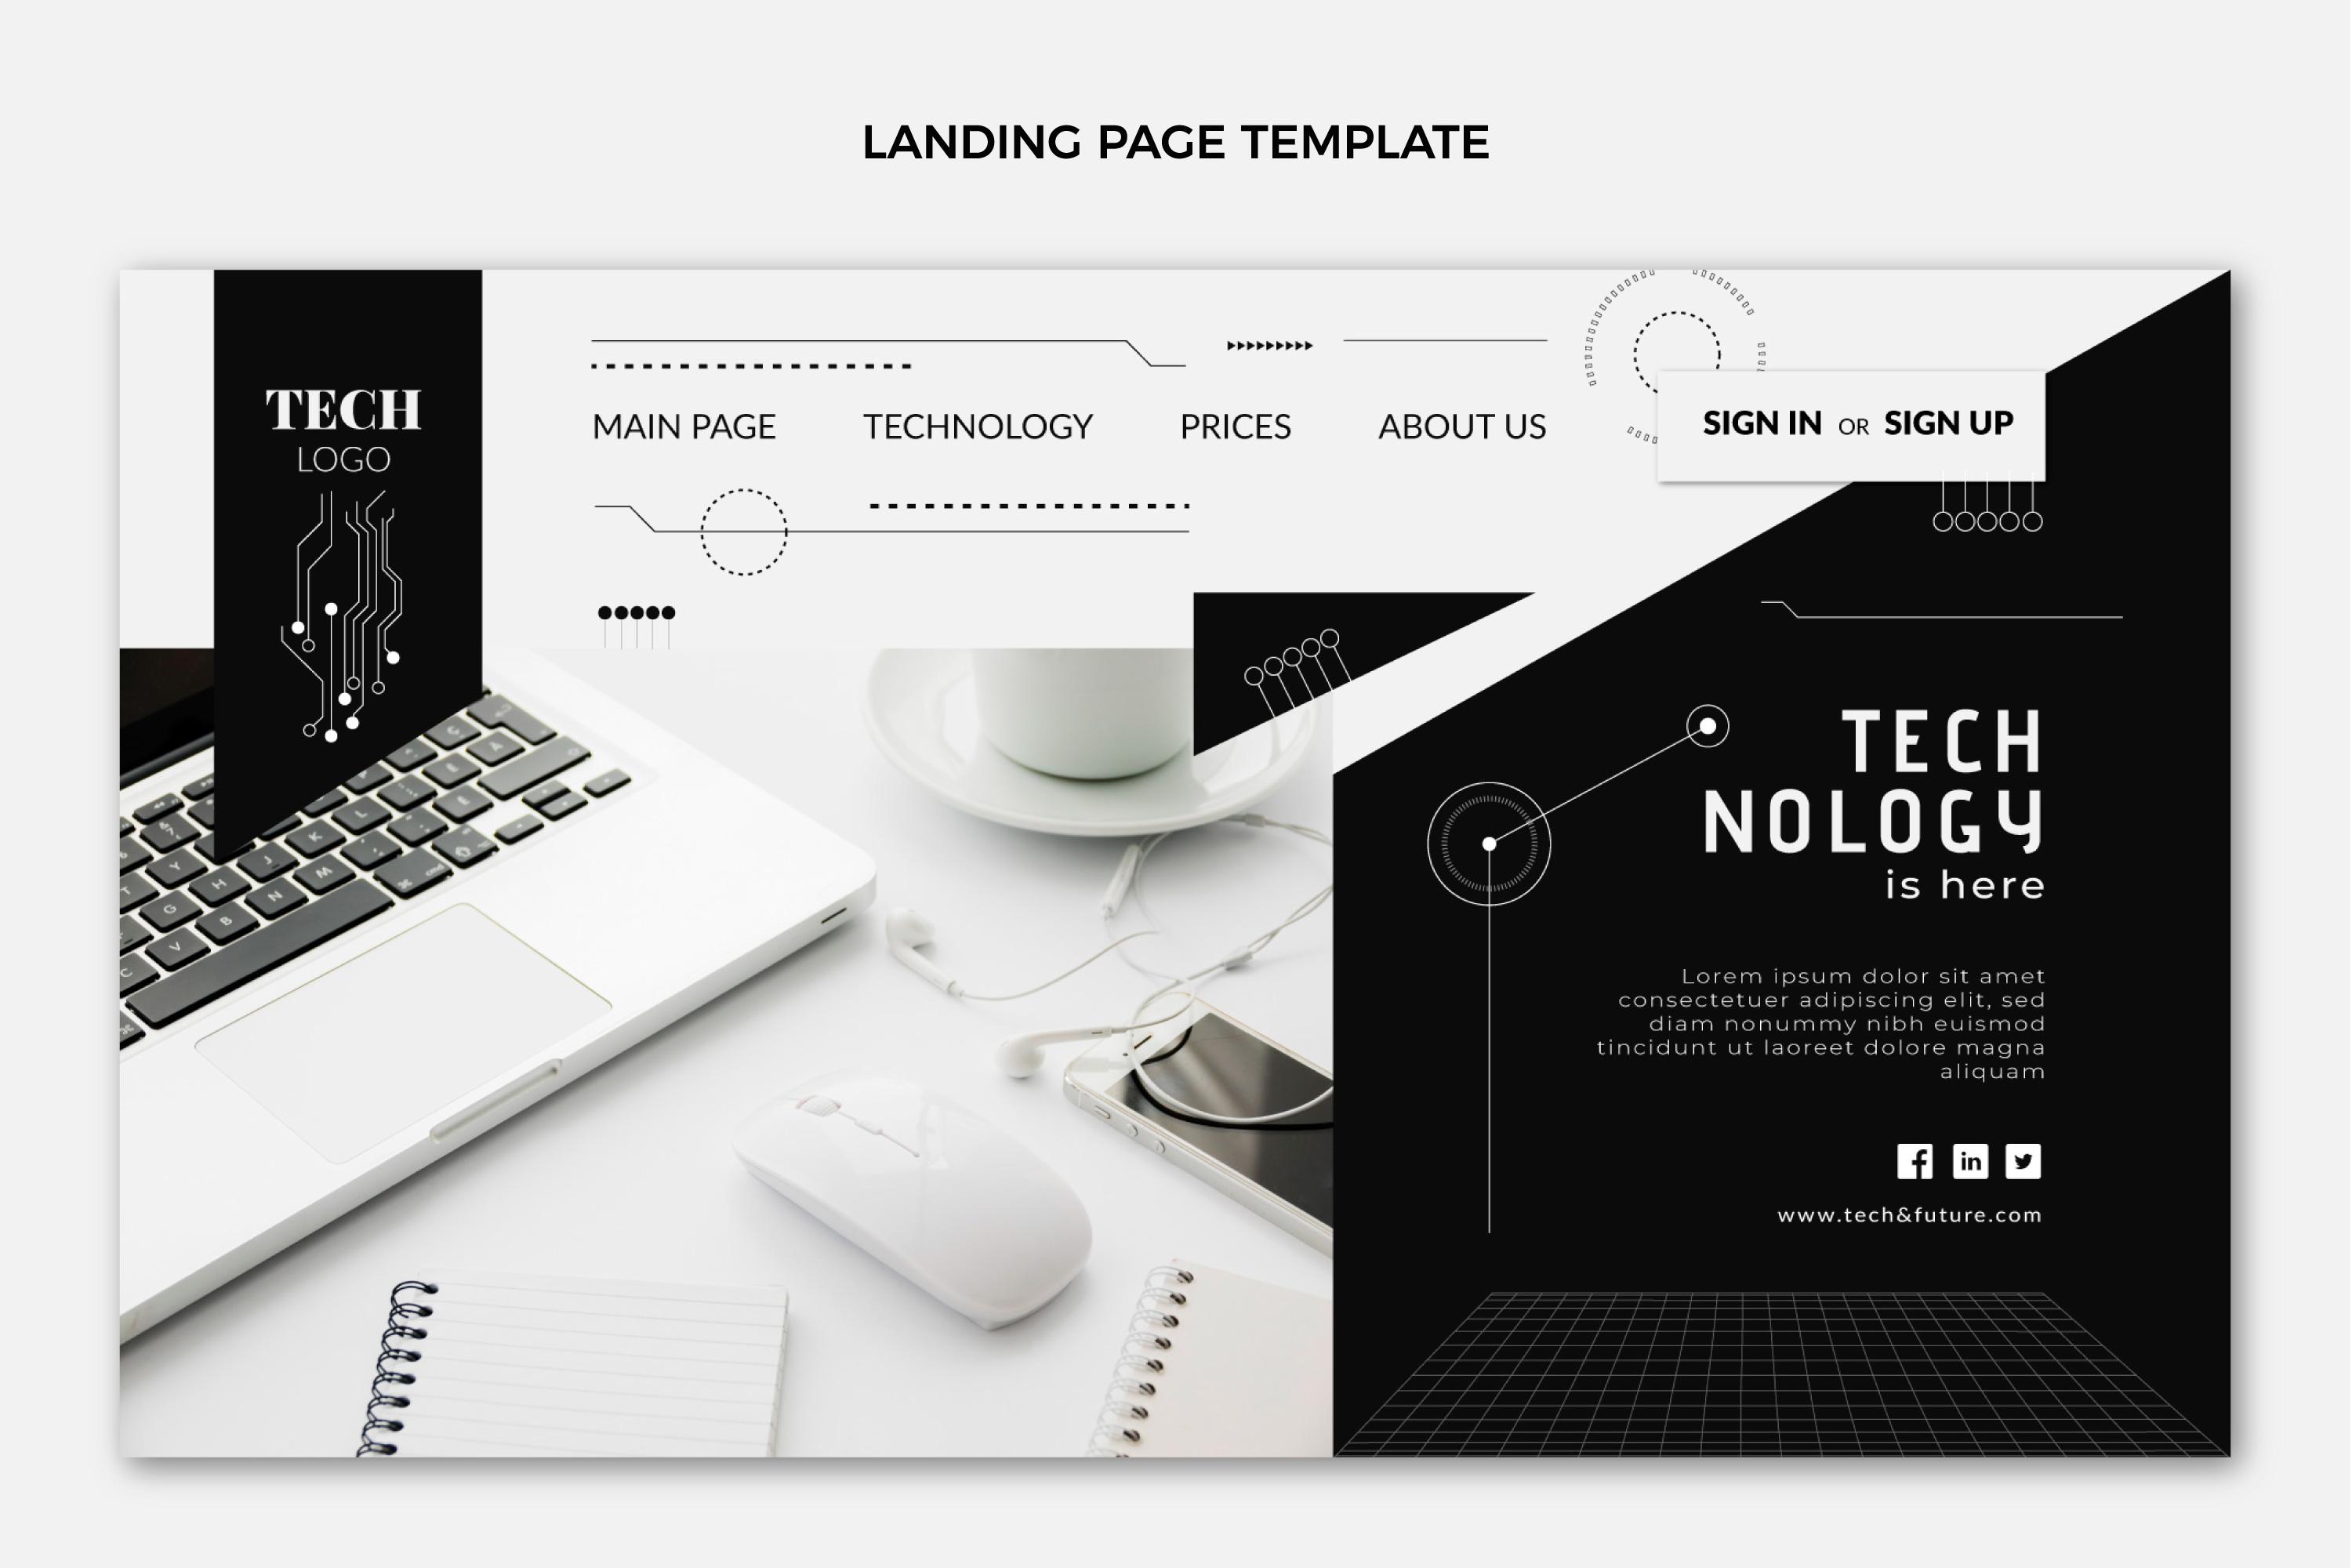 LANDING PAGE TEMPLATE
TECH
LOGO
MAIN PAGE
TECHNOLOGY
PRICES
ABOUT US
SIGN IN OR SIGN UP
TECH
NOLOGY
is here
Lorem ipsum dolor sit amet
consectetuer adipiscing elit, sed
diam nonummy nibh euismod
tincidunt ut laoreet dolore magna
aliquam
f in
www.tech&future.com